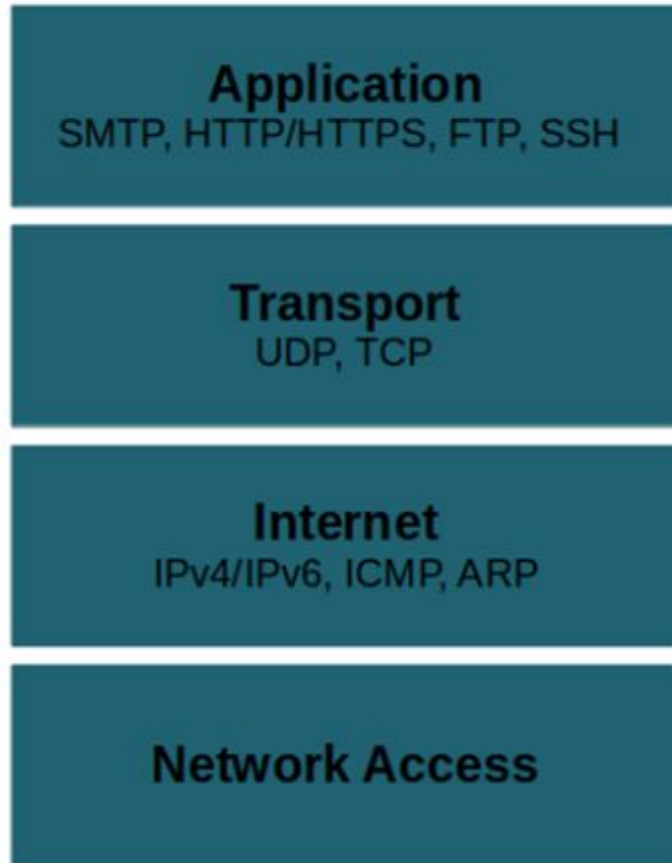 Application
SMTP, HTTP/HTTPS, FTP, SSH
Transport
UDP, TCP
Internet
IPv4/IPv6, ICMP, ARP
Network Access